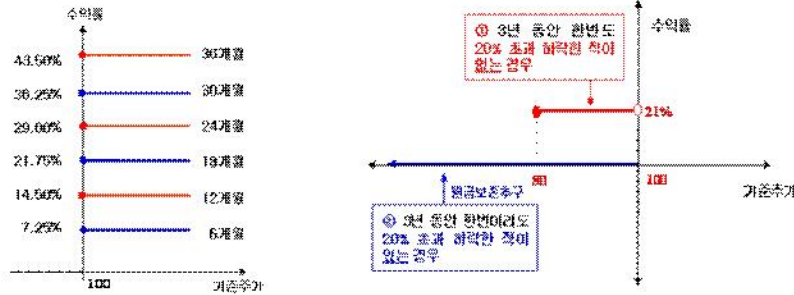 수익률
43.50% 36개월
36.25% 30개월
29.00% 24개월
21.75% 18개월
14.50% 12개월
7.25% 6개월
100 기준주가
① 3년 동안 한번도
20% 초과 하락한 적이
없는 경우
수익률
21%
80 100
원금보존추구
기준주가
② 3년 동안 한번이라도
20% 초과 하락한 적이
있는 경우